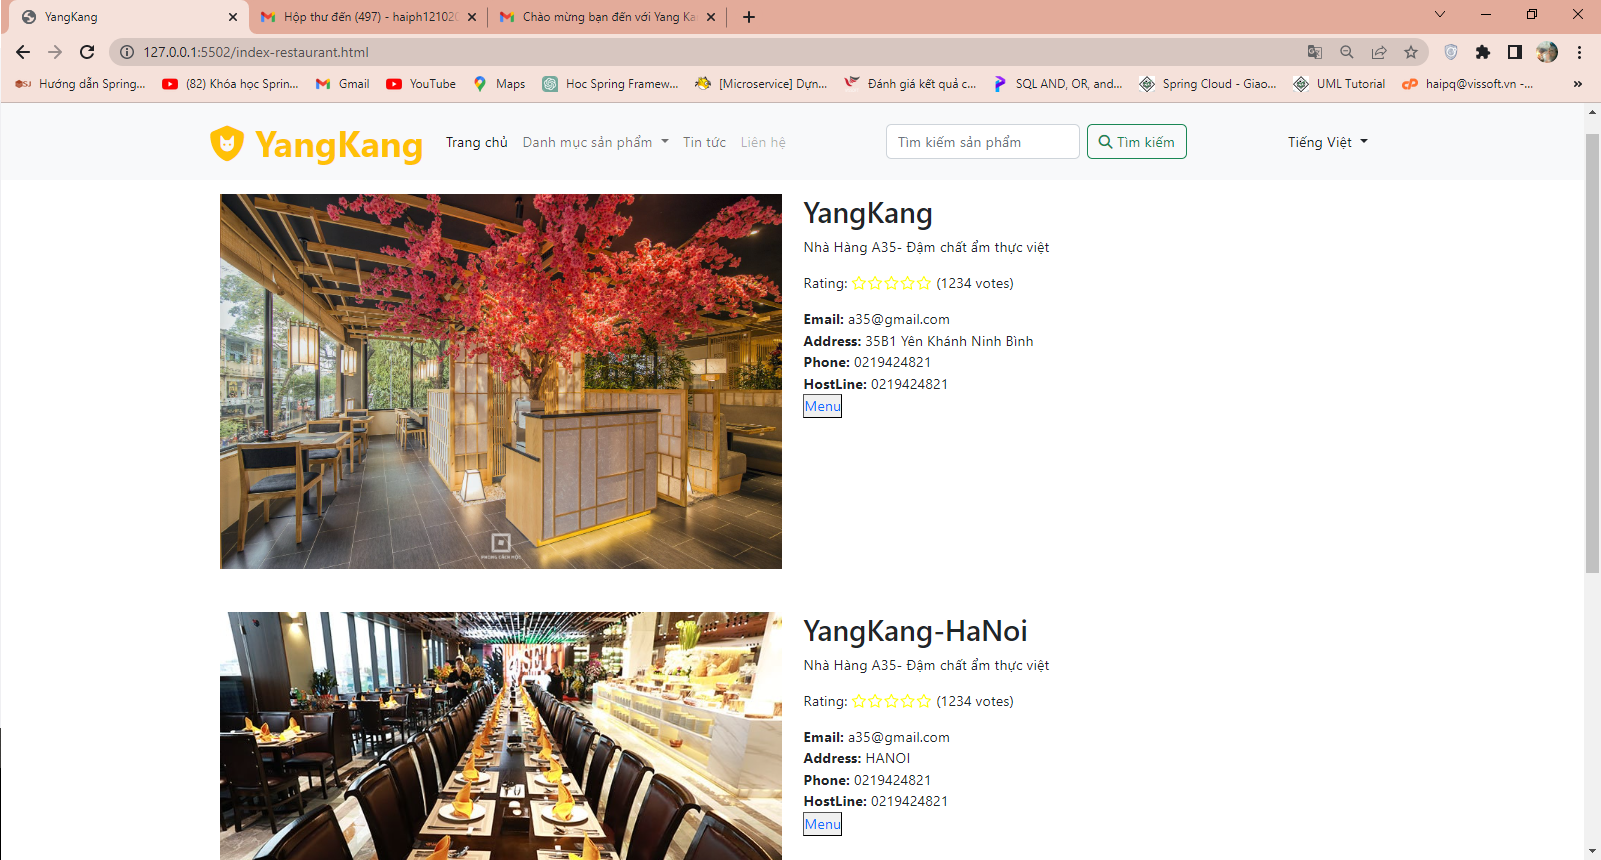 YangKang
Hộp thư đến (497) - haiph12102
Chào mừng bạn đến với Yang Ka
127.0.0.1:5502/index-restaurant.html
Hướng dẫn Spring...
(82) Khóa học Sprin...
Gmail
YouTube
Maps
Hoc Spring Framew...
[Microservice] Dựn...
Đánh giá kết quả c...
SQL AND, OR, and...
Spring Cloud - Giao...
UML Tutorial
haipq@vissoft.vn -...
YangKang
Trang chủ
Danh mục sản phẩm
Tin tức
Liên hệ
Tìm kiếm sản phẩm
Tìm kiếm
Tiếng Việt
YangKang
Nhà Hàng A35- Đậm chất ẩm thực việt
Rating: (1234 votes)
Email: a35@gmail.com
Address: 35B1 Yên Khánh Ninh Bình
Phone: 0219424821
HostLine: 0219424821
Menu
YangKang-HaNoi
Nhà Hàng A35- Đậm chất ẩm thực việt
Rating: (1234 votes)
Email: a35@gmail.com
Address: HANOI
Phone: 0219424821
HostLine: 0219424821
Menu